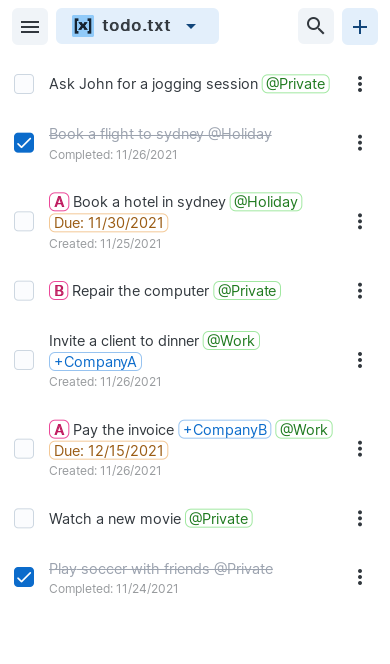 [x] todo.txt
Ask John for a jogging session @Private
Book a flight to sydney @Holiday
Completed: 11/26/2021
A Book a hotel in sydney @Holiday
Due: 11/30/2021
Created: 11/25/2021
B Repair the computer @Private
Invite a client to dinner @Work
+CompanyA
Created: 11/26/2021
A Pay the invoice +CompanyB @Work
Due: 12/15/2021
Created: 11/26/2021
Watch a new movie @Private
Play soccer with friends @Private
Completed: 11/24/2021